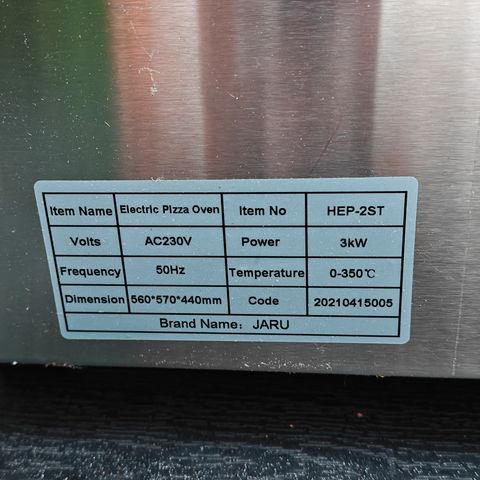 Item Name Electric Pizza Oven Item No HEP-2ST
Volts AC230V Power 3kW
Frequency 50Hz Temperature 0-350℃
Dimension 560*570*440mm Code 20210415005
Brand Name：JARU